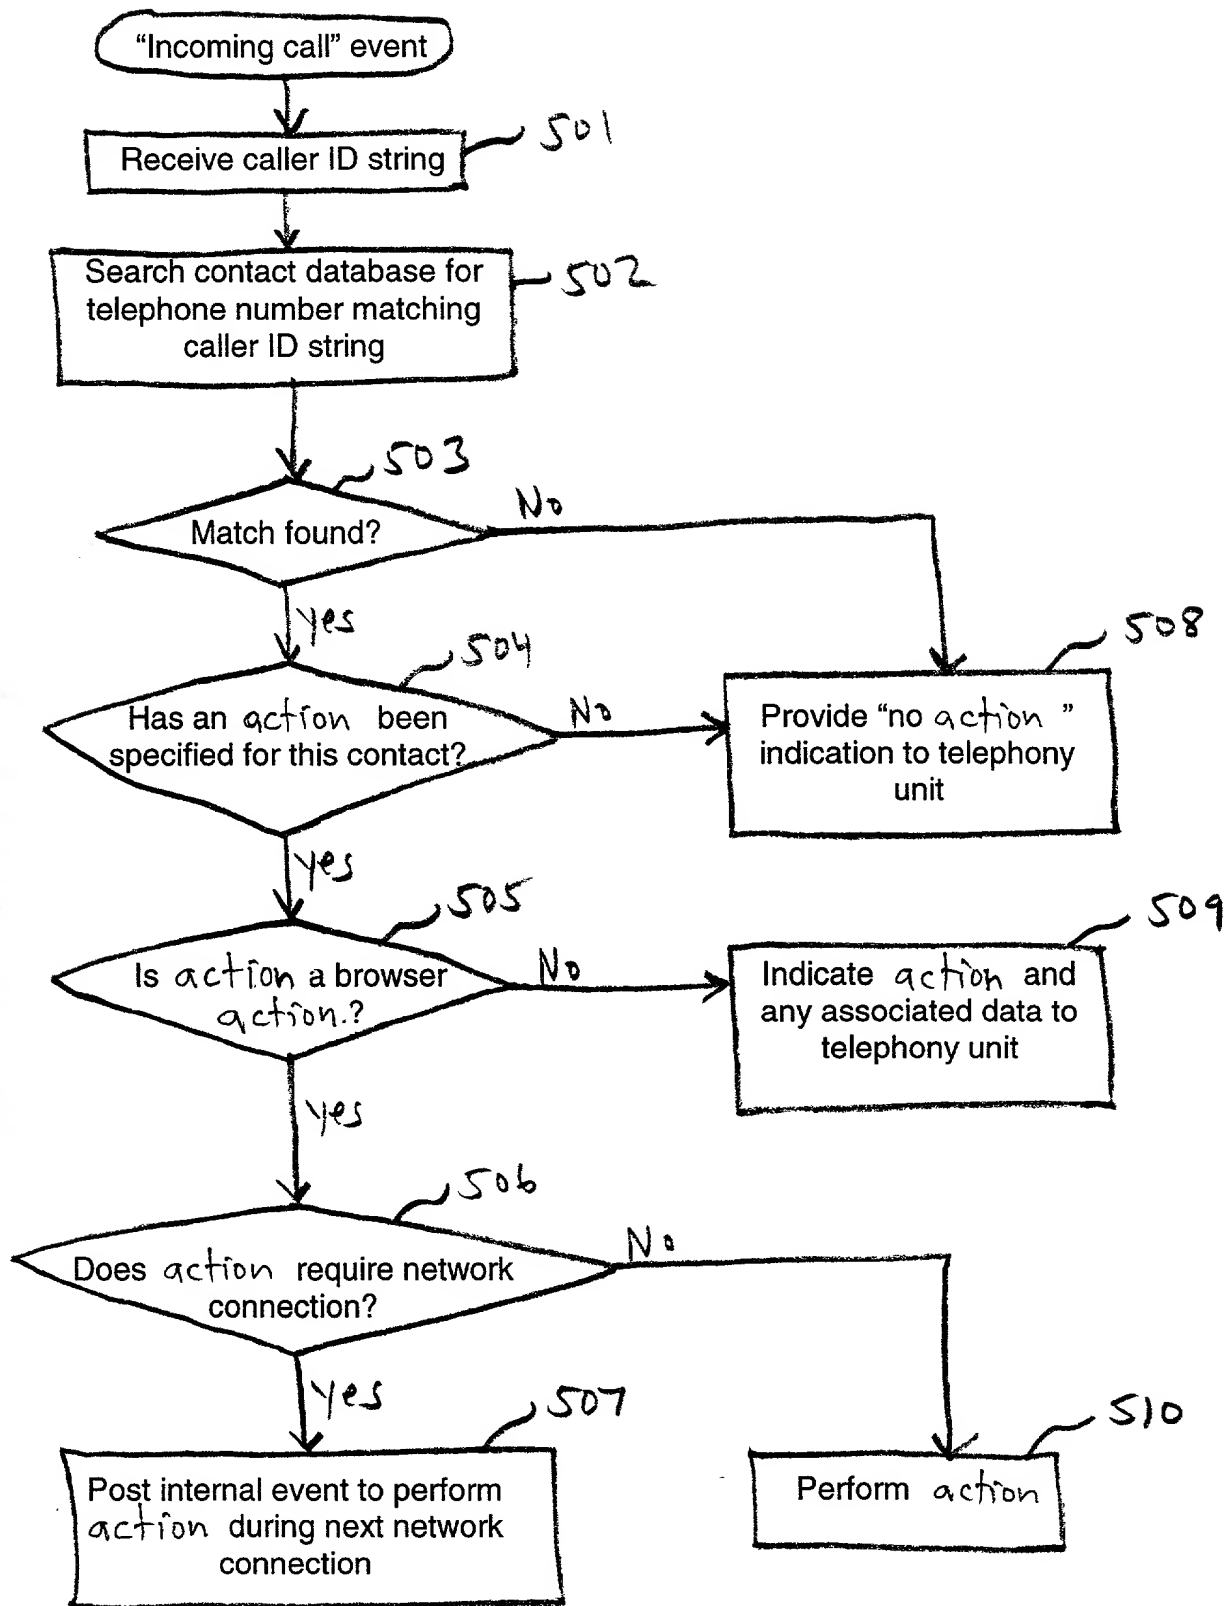 “Incoming call” event
501
Receive caller ID string
502
Search contact database for
telephone number matching
caller ID string
503
No
Match found?
yes
508
504
Has an action been
specified for this contact?
No
Provide “no action ”
indication to telephony
unit
yes
505
509
Is action a browser
action.?
No
Indicate action and
any associated data to
telephony unit
yes
506
No
Does action require network
connection?
yes
507
510
Post internal event to perform
action during next network
connection
Perform action